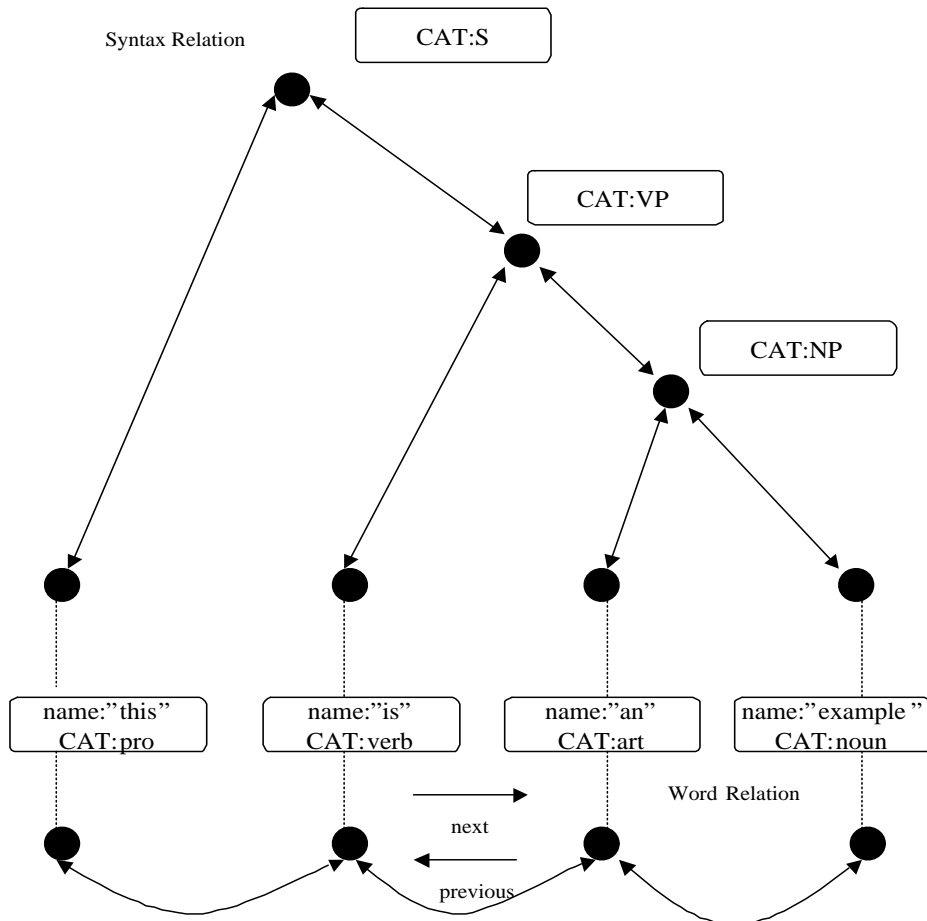 CAT:S
Syntax Relation
CAT:VP
CAT:NP
name:”this”
CAT:pro
name:”is”
CAT:verb
name:”an”
CAT:art
name:”example”
CAT:noun
Word Relation
next
previous